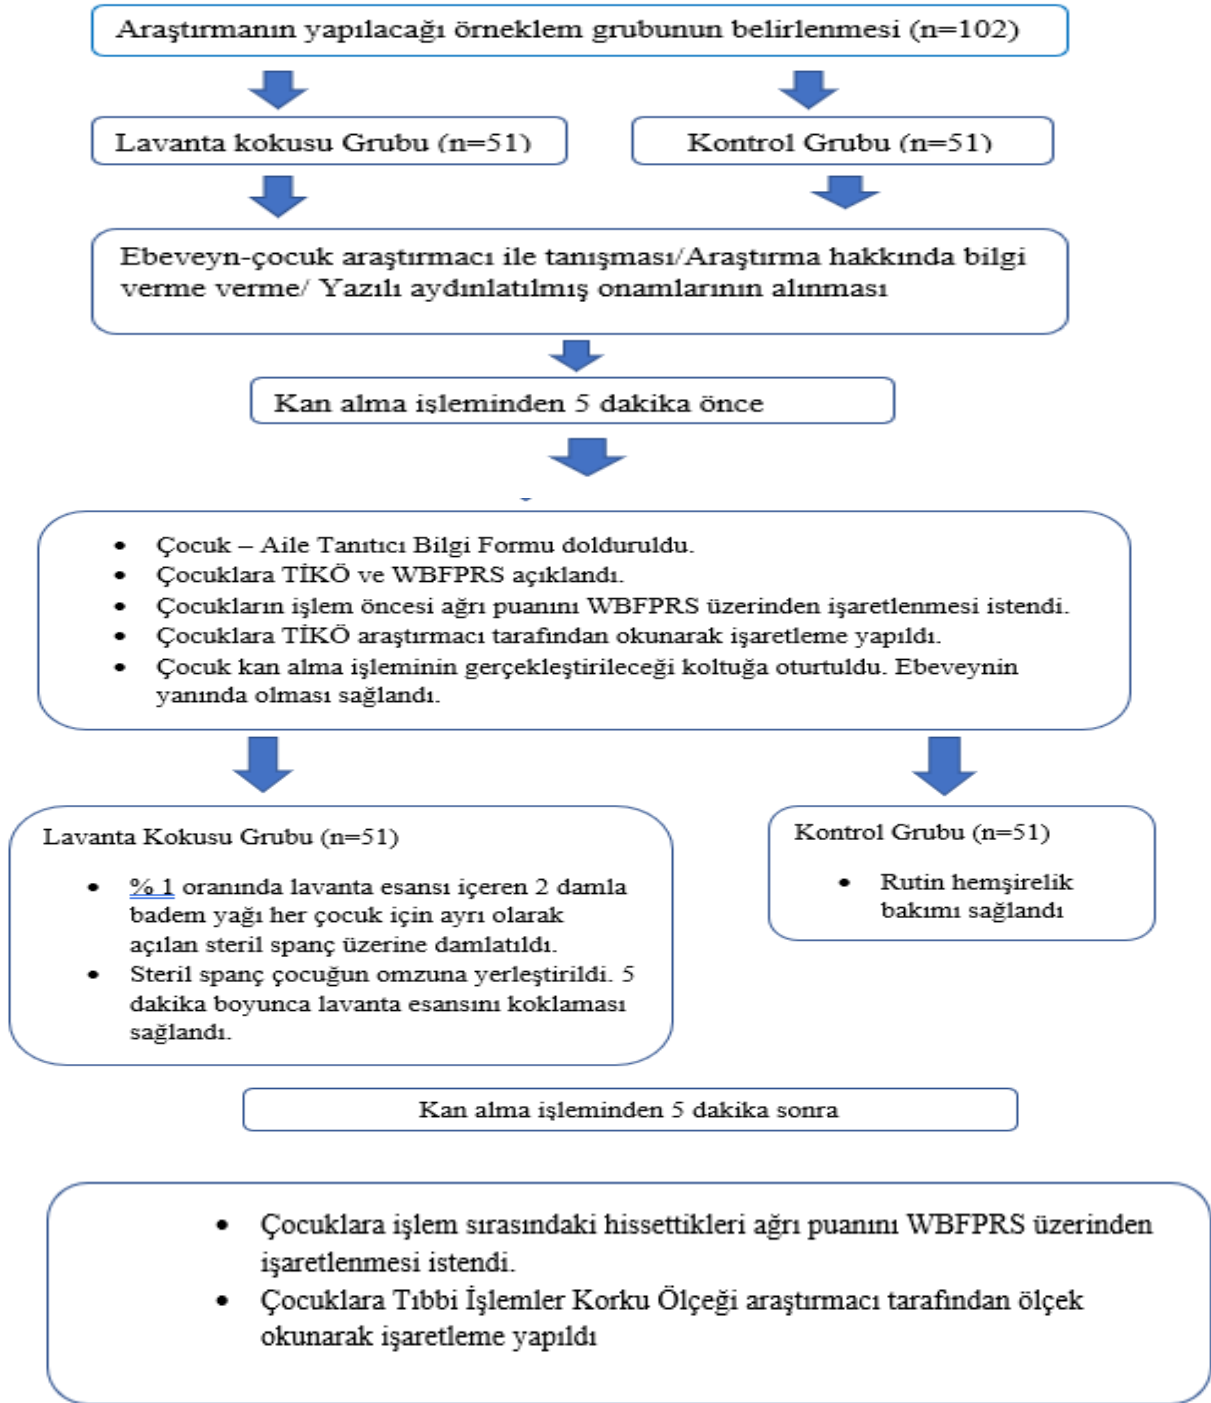 Araştırmanın yapılacağı örneklem grubunun belirlenmesi (n=102)
Lavanta kokusu Grubu (n=51)
Kontrol Grubu (n=51)
Ebeveyn-çocuk araştırmacı ile tanışması/Araştırma hakkında bilgi
verme verme/ Yazılı aydınlatılmış onamlarının alınması
Kan alma işleminden 5 dakika önce
• Çocuk – Aile Tanıtıcı Bilgi Formu dolduruldu.
• Çocuklara TİKÖ ve WBFPRS açıklandı.
• Çocukların işlem öncesi ağrı puanını WBFPRS üzerinden işaretlenmesi istendi.
• Çocuklara TİKÖ araştırmacı tarafından okunarak işaretleme yapıldı.
• Çocuk kan alma işleminin gerçekleştirileceği koltuğa oturtuldu. Ebeveynin
yanında olması sağlandı.
Lavanta Kokusu Grubu (n=51)
• % 1 oranında lavanta esansı içeren 2 damla
badem yağı her çocuk için ayrı olarak
açılan steril spanç üzerine damlatıldı.
• Steril spanç çocuğun omzuna yerleştirildi. 5
dakika boyunca lavanta esansını koklaması
sağlandı.
Kontrol Grubu (n=51)
• Rutin hemşirelik
bakımı sağlandı
Kan alma işleminden 5 dakika sonra
• Çocuklara işlem sırasındaki hissettikleri ağrı puanını WBFPRS üzerinden
işaretlenmesi istendi.
• Çocuklara Tıbbi İşlemler Korku Ölçeği araştırmacı tarafından ölçek
okunarak işaretleme yapıldı